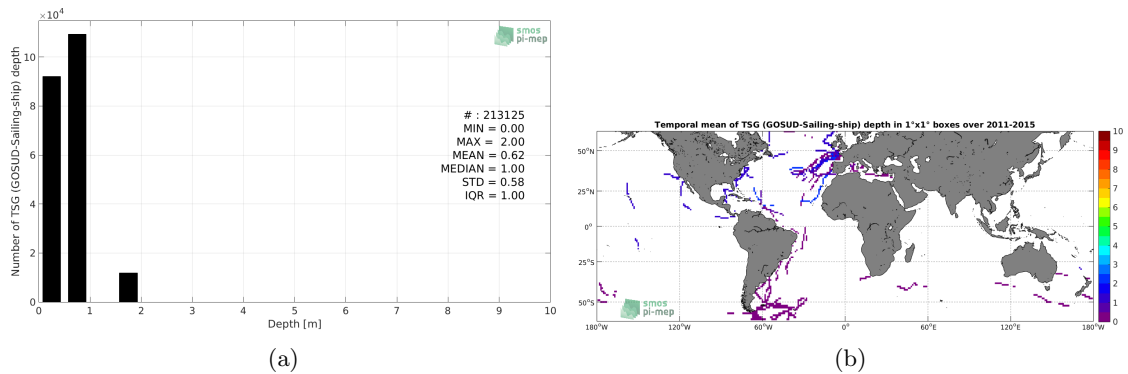 ×10⁴
smos
pi-mep
Number of TSG (GOSUD-Sailing-ship) depth
10
8
6
4
2
0
# : 213125
MIN = 0.00
MAX = 2.00
MEAN = 0.62
MEDIAN = 1.00
STD = 0.58
IQR = 1.00
0 1 2 3 4 5 6 7 8 9 10
Depth [m]
(a)
Temporal mean of TSG (GOSUD-Sailing-ship) depth in 1°x1° boxes over 2011-2015
50°N
25°N
0°
25°S
50°S
smos
pi-mep
180°W 120°W 60°W 0° 60°E 120°E 180°W
10
9
8
7
6
5
4
3
2
1
0
(b)